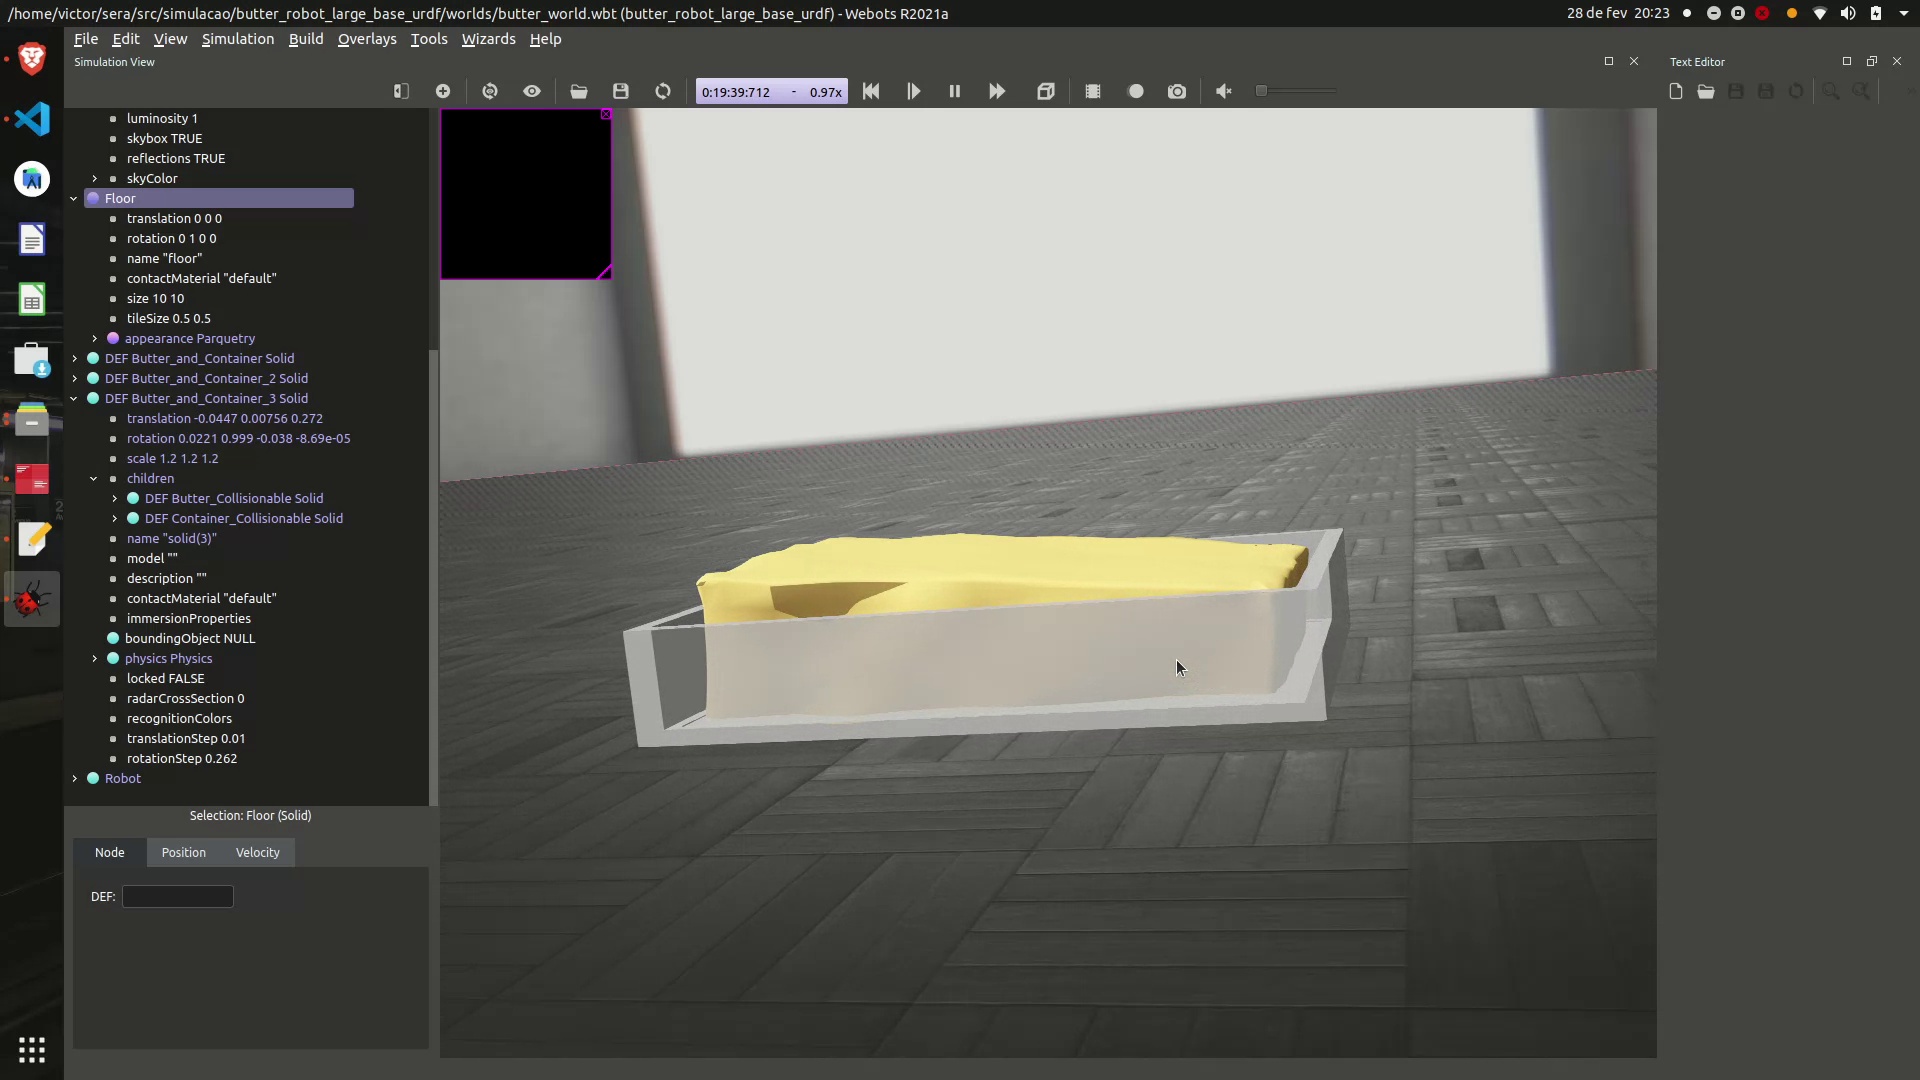 /home/victor/sera/src/simulacao/butter_robot_large_base_urdf/worlds/butter_world.wbt (butter_robot_large_base_urdf) - Webots R2021a
28 de fev 20:23
File Edit View Simulation Build Overlays Tools Wizards Help
Simulation View
Text Editor
0:19:39:712 - 0.97x
luminosity 1
skybox TRUE
reflections TRUE
skyColor
Floor
translation 0 0 0
rotation 0 1 0 0
name "floor"
contactMaterial "default"
size 10 10
tileSize 0.5 0.5
appearance Parquetry
DEF Butter_and_Container Solid
DEF Butter_and_Container_2 Solid
DEF Butter_and_Container_3 Solid
translation -0.0447 0.00756 0.272
rotation 0.0221 0.999 -0.038 -8.69e-05
scale 1.2 1.2 1.2
children
DEF Butter_Collisionable Solid
DEF Container_Collisionable Solid
name "solid(3)"
model ""
description ""
contactMaterial "default"
immersionProperties
boundingObject NULL
physics Physics
locked FALSE
radarCrossSection 0
recognitionColors
translationStep 0.01
rotationStep 0.262
Robot
Selection: Floor (Solid)
Node Position Velocity
DEF: